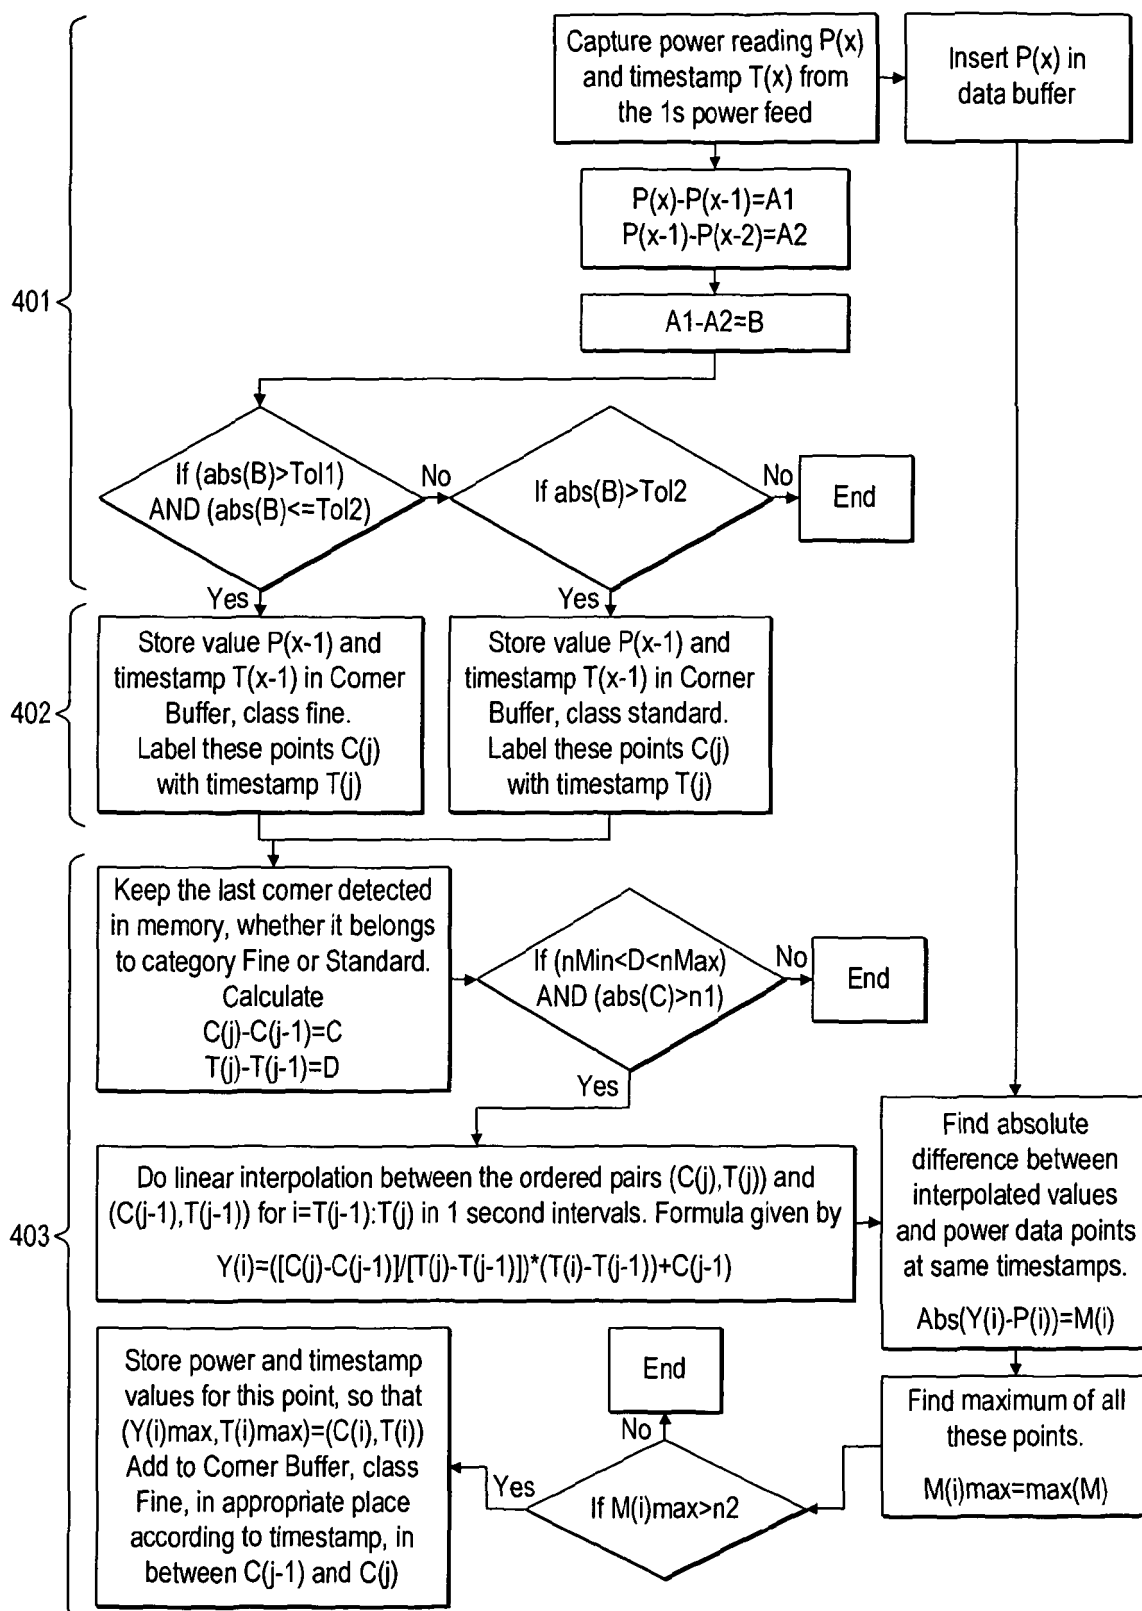 Capture power reading P(x)
and timestamp T(x) from
the 1s power feed
Insert P(x) in
data buffer
P(x)-P(x-1)=A1
P(x-1)-P(x-2)=A2
401
A1-A2=B
If (abs(B)>Tol1)
AND (abs(B)<=Tol2)
No
If abs(B)>Tol2
No
End
Yes
Yes
402
Store value P(x-1) and
timestamp T(x-1) in Corner
Buffer, class fine.
Label these points C(j)
with timestamp T(j)
Store value P(x-1) and
timestamp T(x-1) in Corner
Buffer, class standard.
Label these points C(j)
with timestamp T(j)
403
Keep the last corner detected
in memory, whether it belongs
to category Fine or Standard.
Calculate
C(j)-C(j-1)=C
T(j)-T(j-1)=D
If (nMin<D<nMax)
AND (abs(C)>n1)
No
End
Yes
Do linear interpolation between the ordered pairs (C(j),T(j)) and
(C(j-1),T(j-1)) for i=T(j-1):T(j) in 1 second intervals. Formula given by
Y(i)=([C(j)-C(j-1)]/[T(j)-T(j-1)])*(T(i)-T(j-1))+C(j-1)
Find absolute
difference between
interpolated values
and power data points
at same timestamps.
Abs(Y(i)-P(i))=M(i)
Find maximum of all
these points.
M(i)max=max(M)
If M(i)max>n2
No
End
Yes
Store power and timestamp
values for this point, so that
(Y(i)max,T(i)max)=(C(i),T(i))
Add to Corner Buffer, class
Fine, in appropriate place
according to timestamp, in
between C(j-1) and C(j)